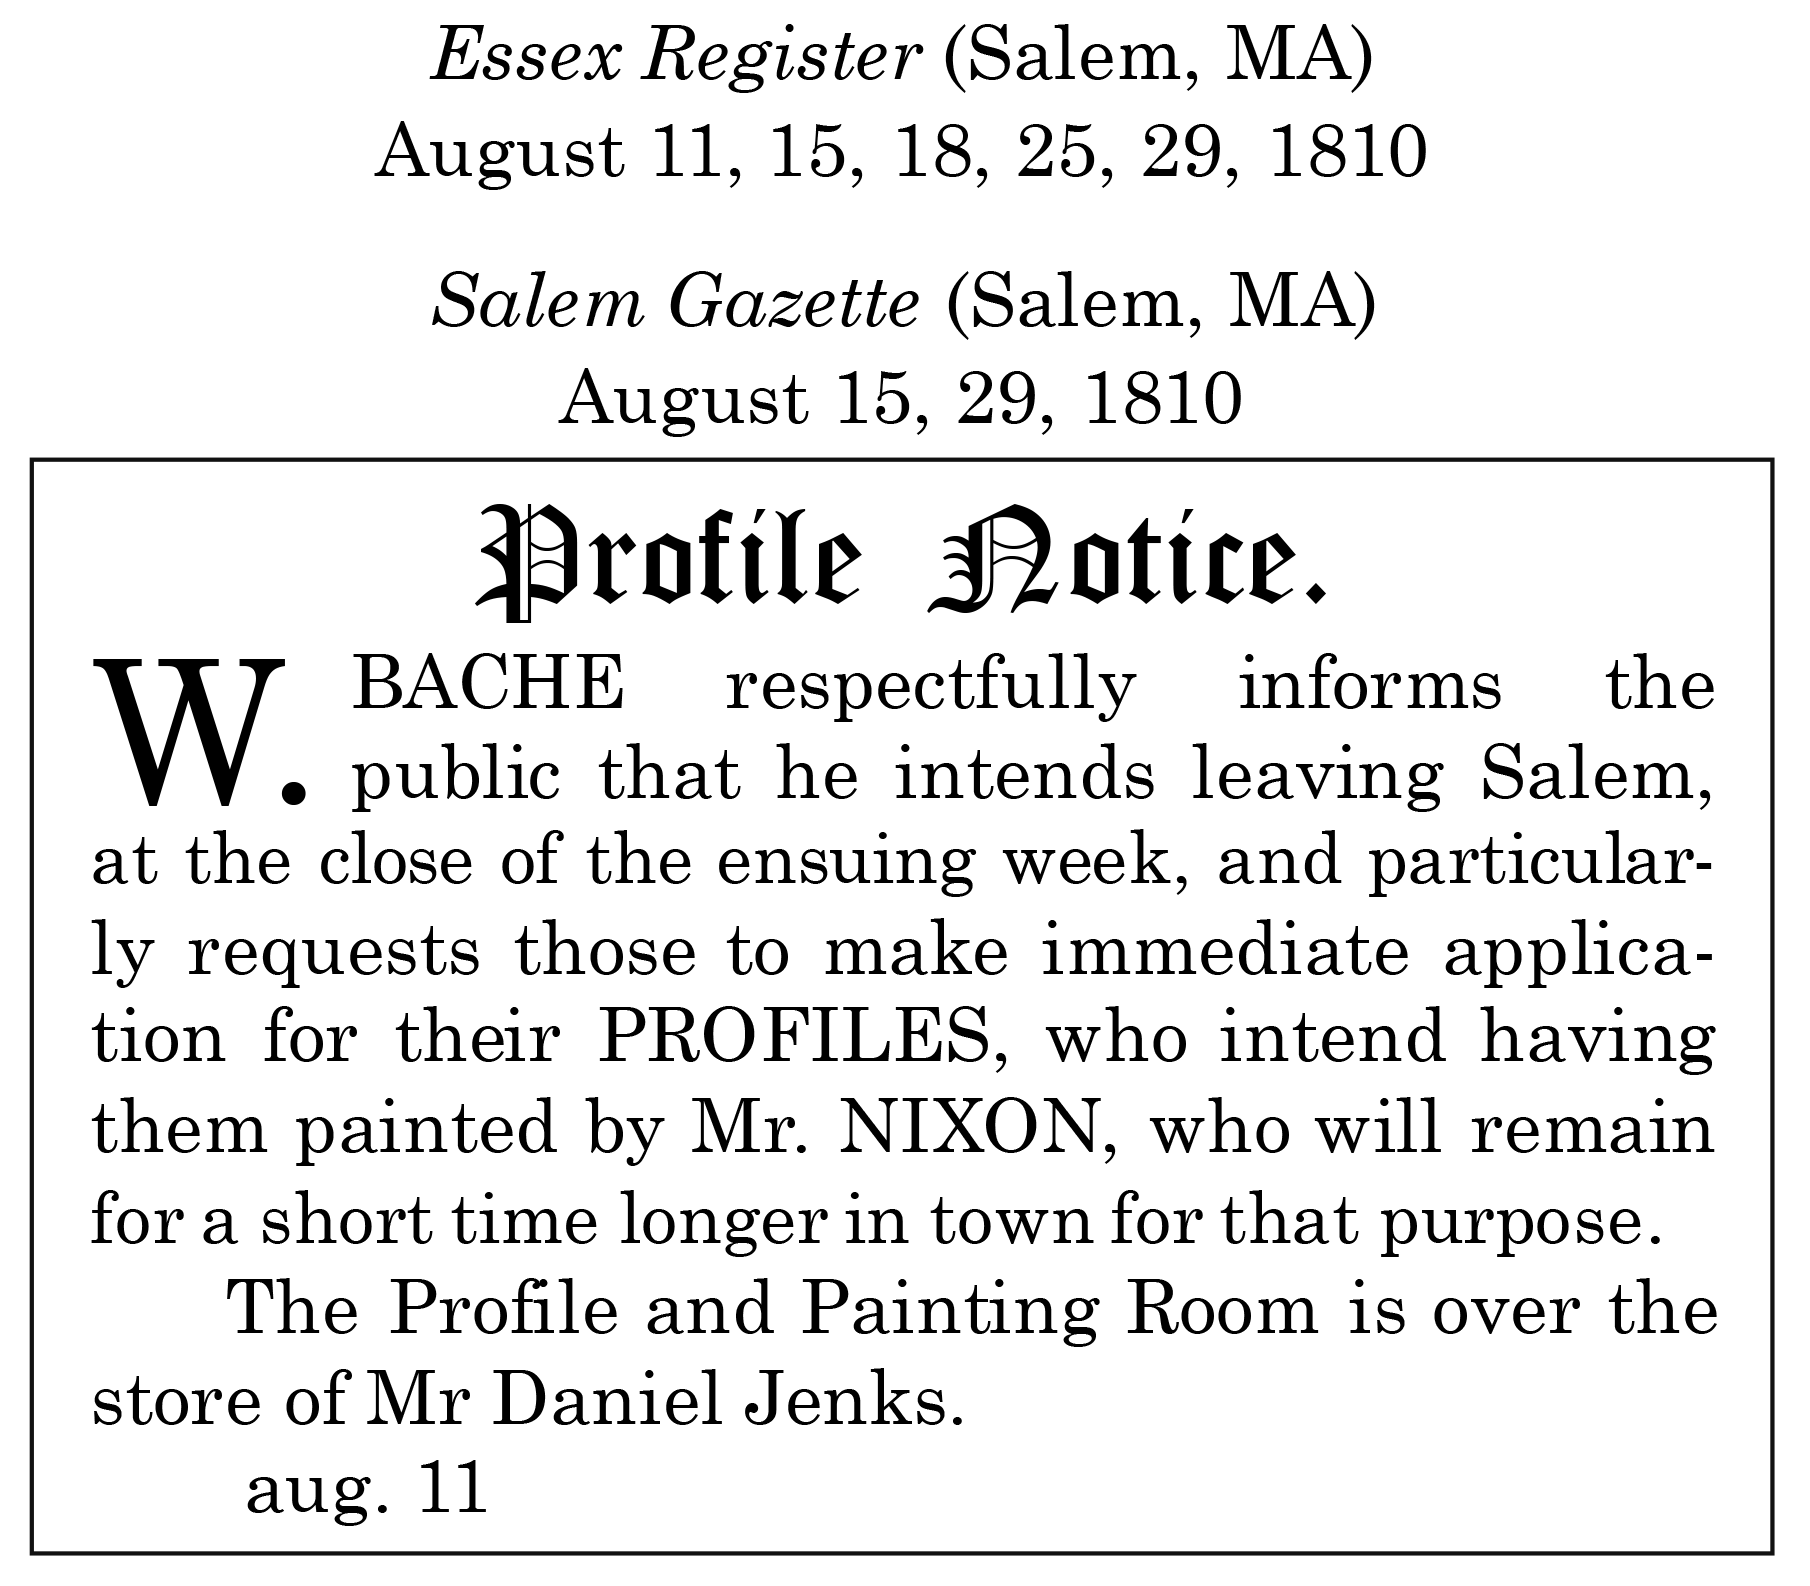 Essex Register (Salem, MA)
August 11, 15, 18, 25, 29, 1810
Salem Gazette (Salem, MA)
August 15, 29, 1810
Profile Notice.
W. BACHE respectfully informs the
public that he intends leaving Salem,
at the close of the ensuing week, and particular-
ly requests those to make immediate applica-
tion for their PROFILES, who intend having
them painted by Mr. NIXON, who will remain
for a short time longer in town for that purpose.
The Profile and Painting Room is over the
store of Mr Daniel Jenks.
aug. 11